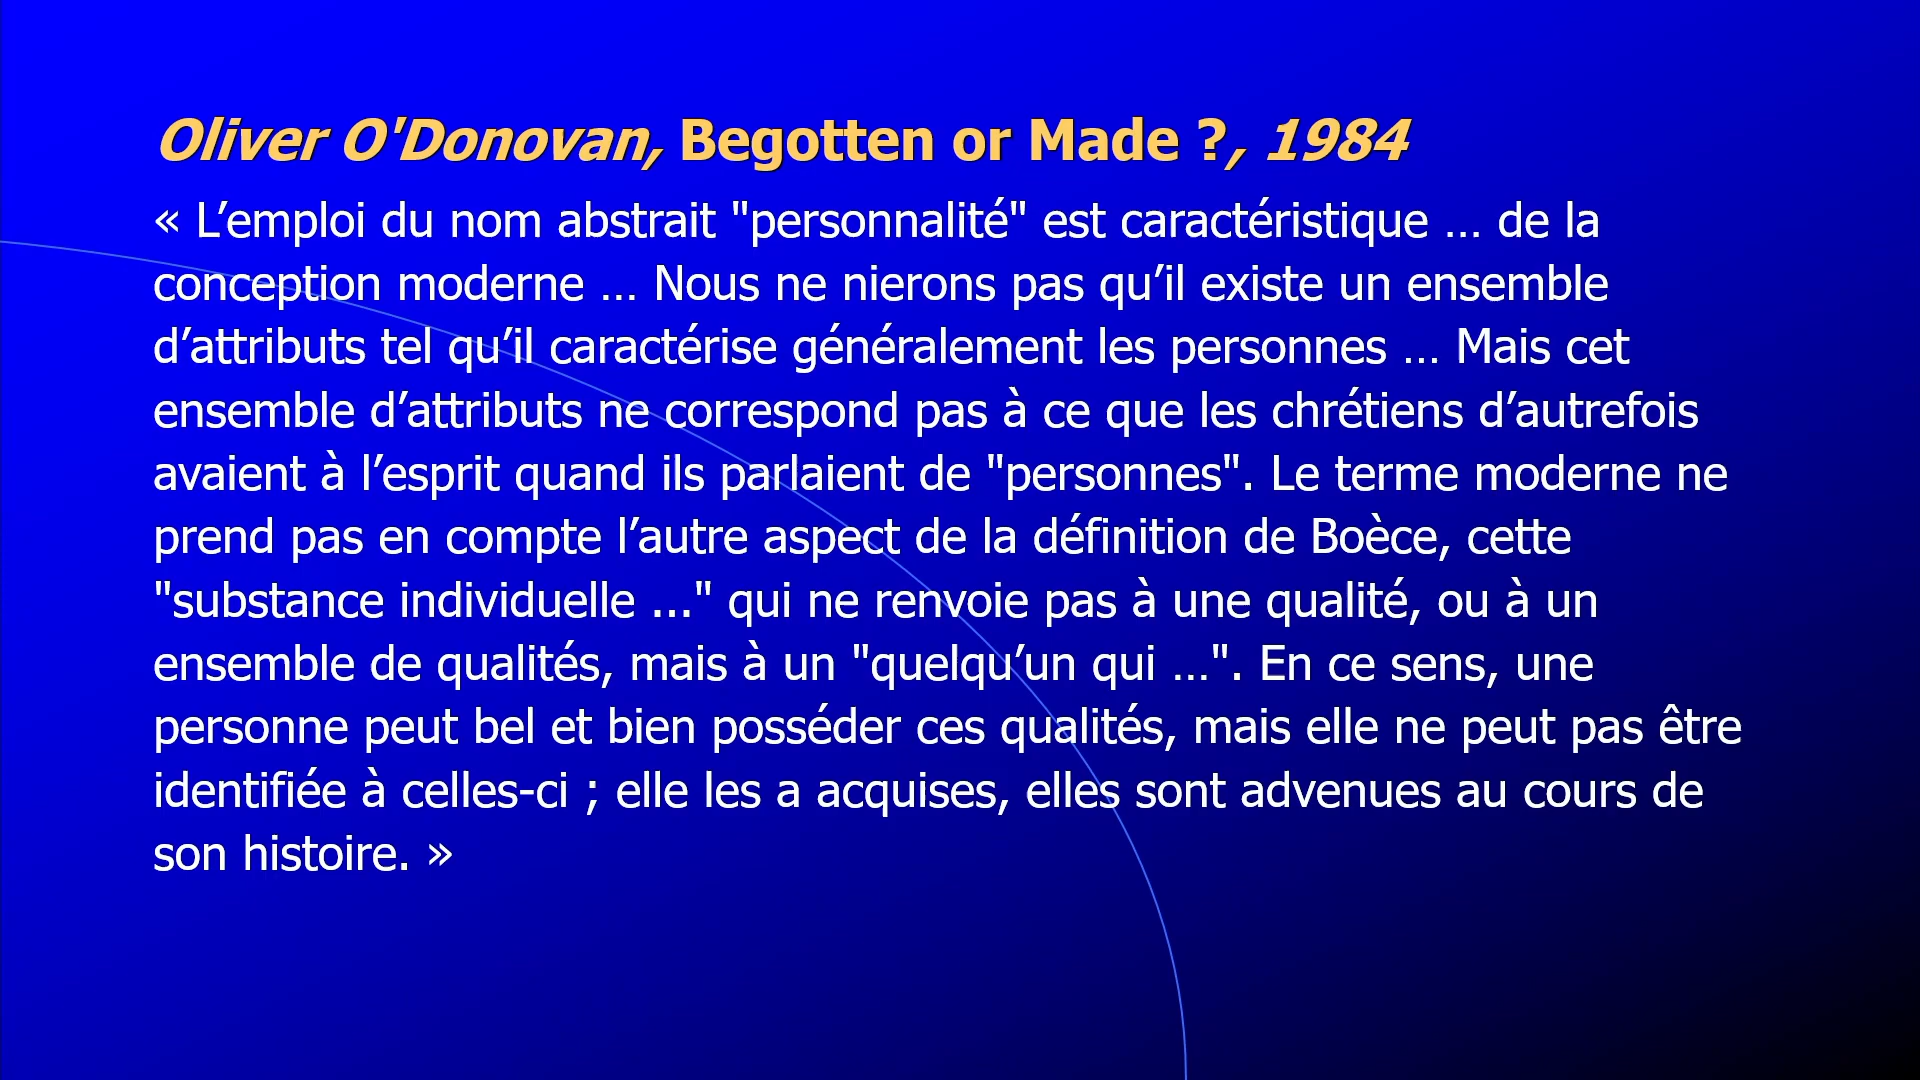 Oliver O'Donovan, Begotten or Made ?, 1984
« L’emploi du nom abstrait "personnalité" est caractéristique … de la
conception moderne … Nous ne nierons pas qu’il existe un ensemble
d’attributs tel qu’il caractérise généralement les personnes … Mais cet
ensemble d’attributs ne correspond pas à ce que les chrétiens d’autrefois
avaient à l’esprit quand ils parlaient de "personnes". Le terme moderne ne
prend pas en compte l’autre aspect de la définition de Boèce, cette
"substance individuelle ..." qui ne renvoie pas à une qualité, ou à un
ensemble de qualités, mais à un "quelqu’un qui …". En ce sens, une
personne peut bel et bien posséder ces qualités, mais elle ne peut pas être
identifiée à celles-ci ; elle les a acquises, elles sont advenues au cours de
son histoire. »